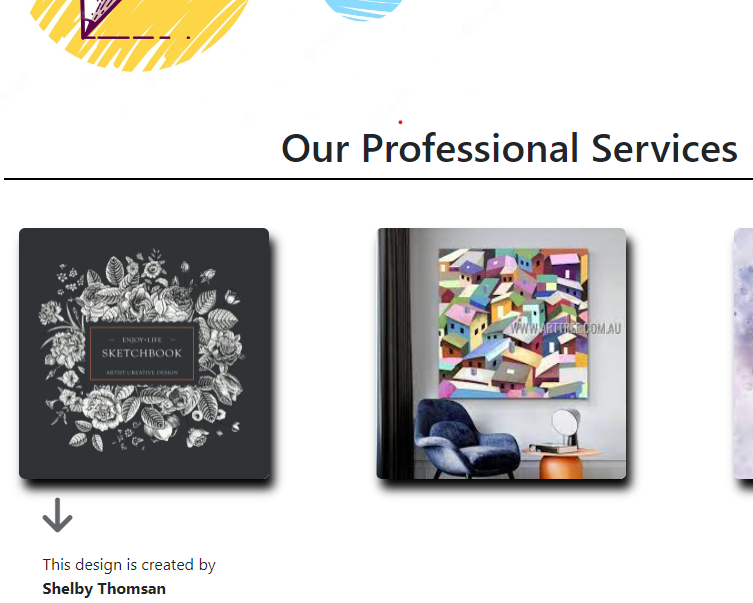 Our Professional Services
ENJOY•LIFE
SKETCHBOOK
ARTIST CREATIVE DESIGN
WWW.ARTTREE.COM.AU
This design is created by
Shelby Thomsan